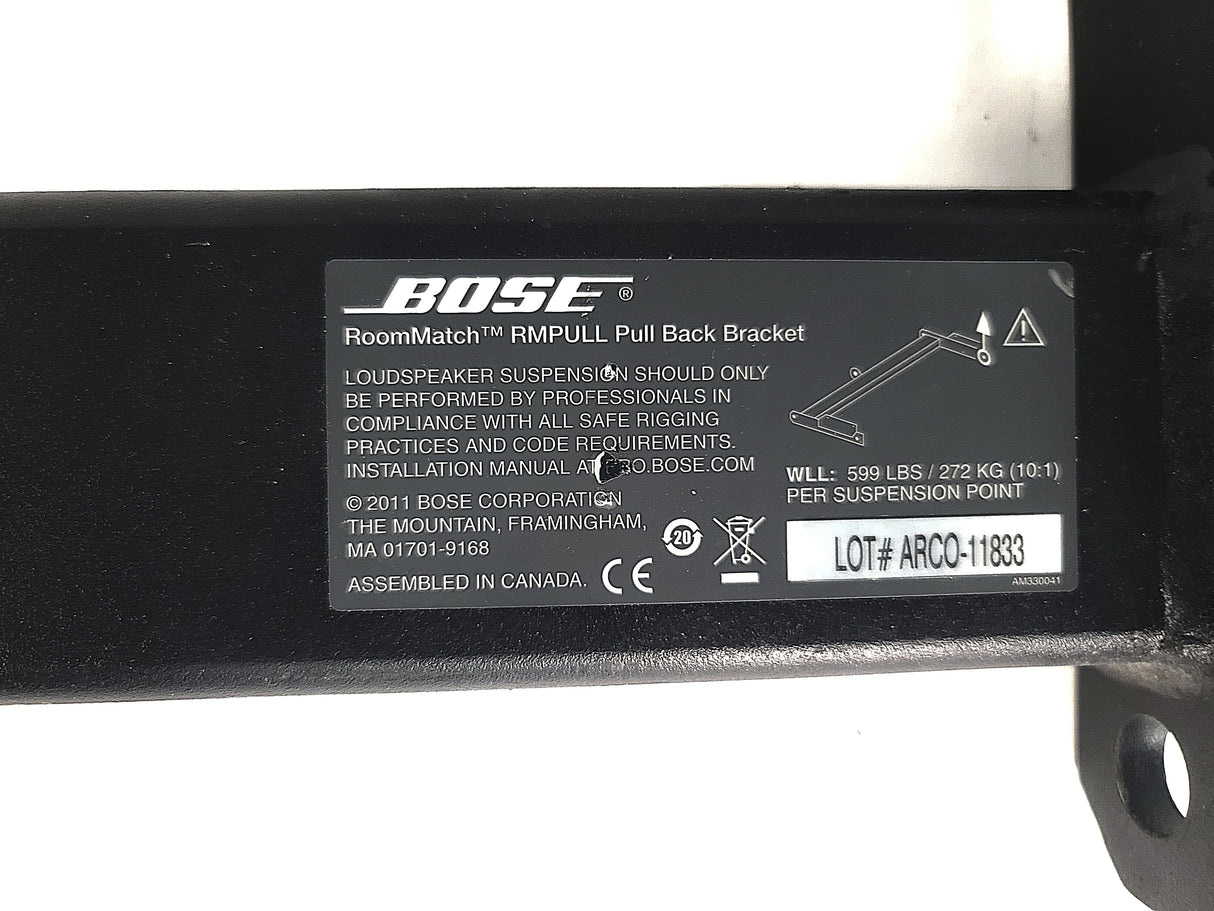 BOSE®
RoomMatch™ RMPULL Pull Back Bracket
LOUDSPEAKER SUSPENSION SHOULD ONLY
BE PERFORMED BY PROFESSIONALS IN
COMPLIANCE WITH ALL SAFE RIGGING
PRACTICES AND CODE REQUIREMENTS.
INSTALLATION MANUAL AT PRO.BOSE.COM
© 2011 BOSE CORPORATION
THE MOUNTAIN, FRAMINGHAM,
MA 01701-9168
ASSEMBLED IN CANADA.
CE
20
WLL: 599 LBS / 272 KG (10:1)
PER SUSPENSION POINT
LOT# ARCO-11833
AM330041